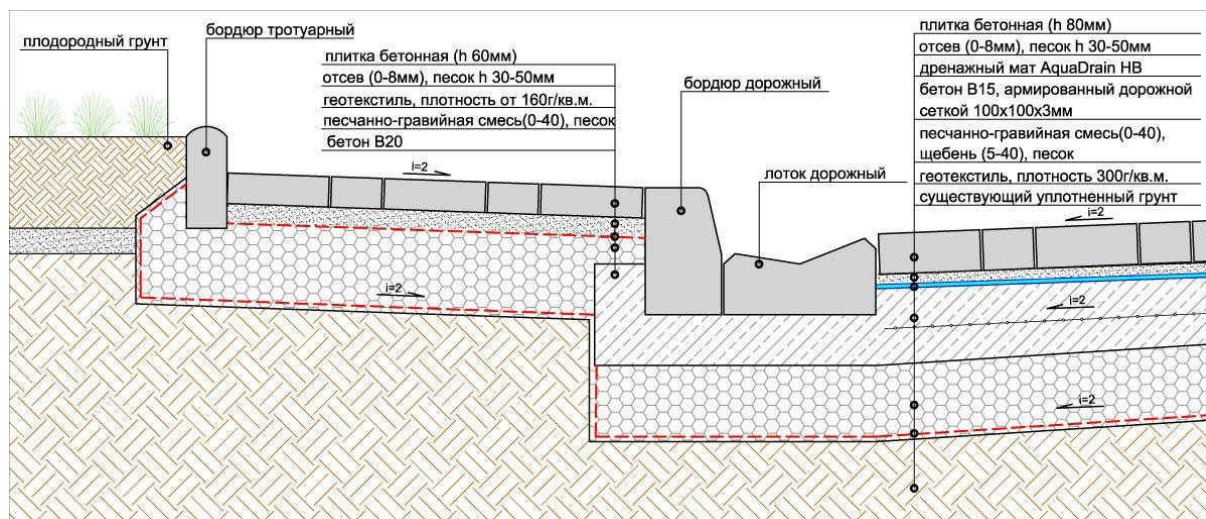 плодородный грунт
бордюр тротуарный
плитка бетонная (h 60мм)
отсев (0-8мм), песок h 30-50мм
геотекстиль, плотность от 160г/кв.м.
песчанно-гравийная смесь(0-40), песок
бетон В20
бордюр дорожный
лоток дорожный
плитка бетонная (h 80мм)
отсев (0-8мм), песок h 30-50мм
дренажный мат AquaDrain HB
бетон В15, армированный дорожной
сеткой 100х100х3мм
песчанно-гравийная смесь(0-40),
щебень (5-40), песок
геотекстиль, плотность 300г/кв.м.
существующий уплотненный грунт
i=2
i=2
i=2
i=2
i=2